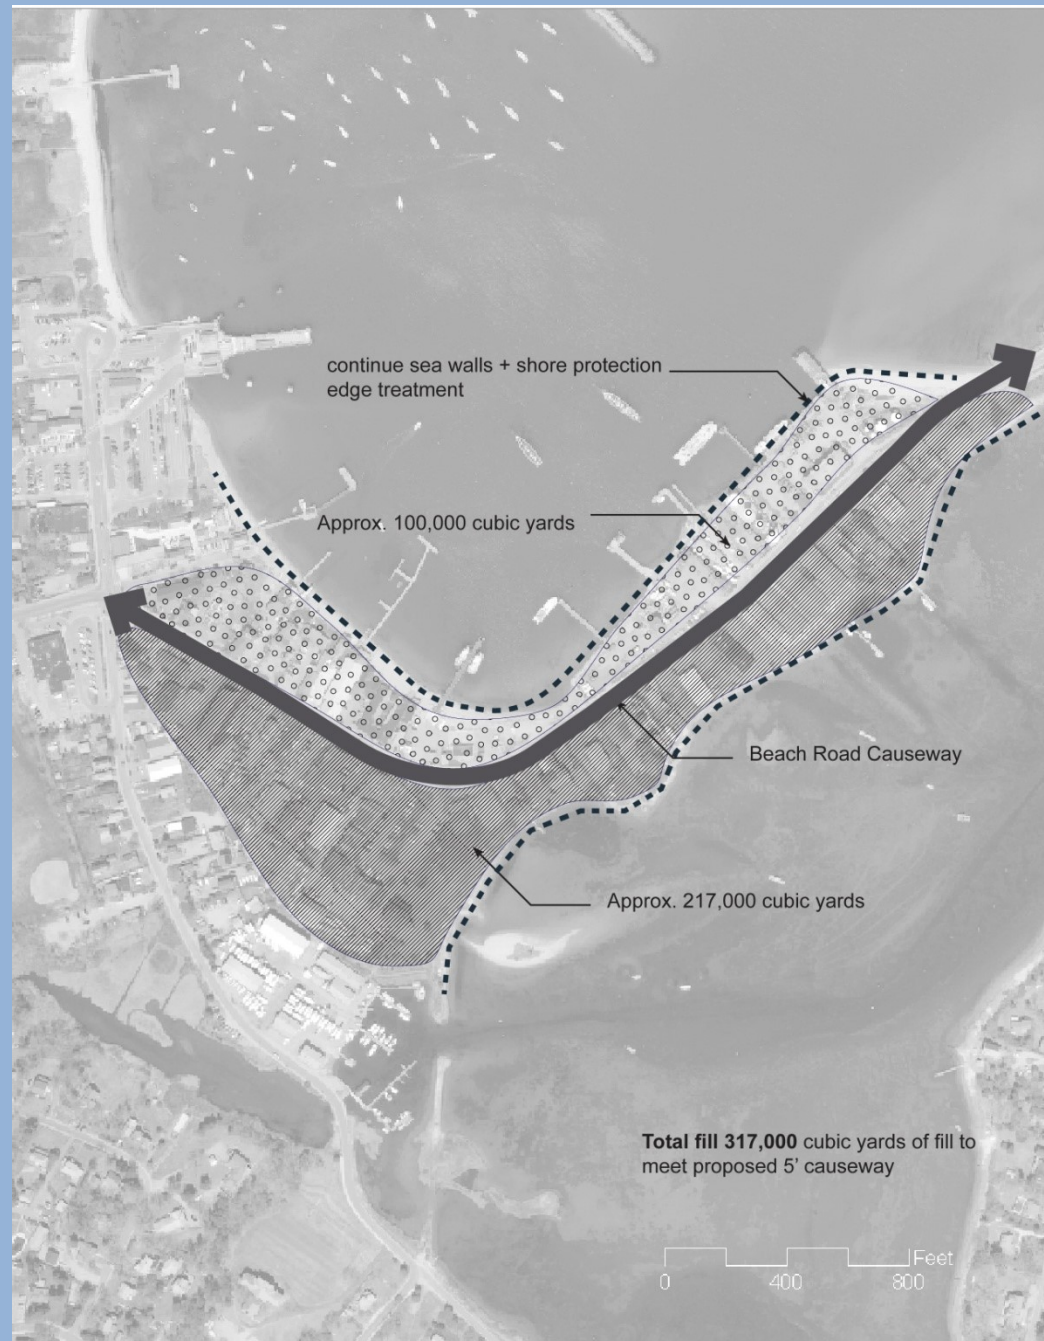 continue sea walls + shore protection
edge treatment
Approx. 100,000 cubic yards
Beach Road Causeway
Approx. 217,000 cubic yards
Total fill 317,000 cubic yards of fill to
meet proposed 5' causeway
Feet
0 400 800